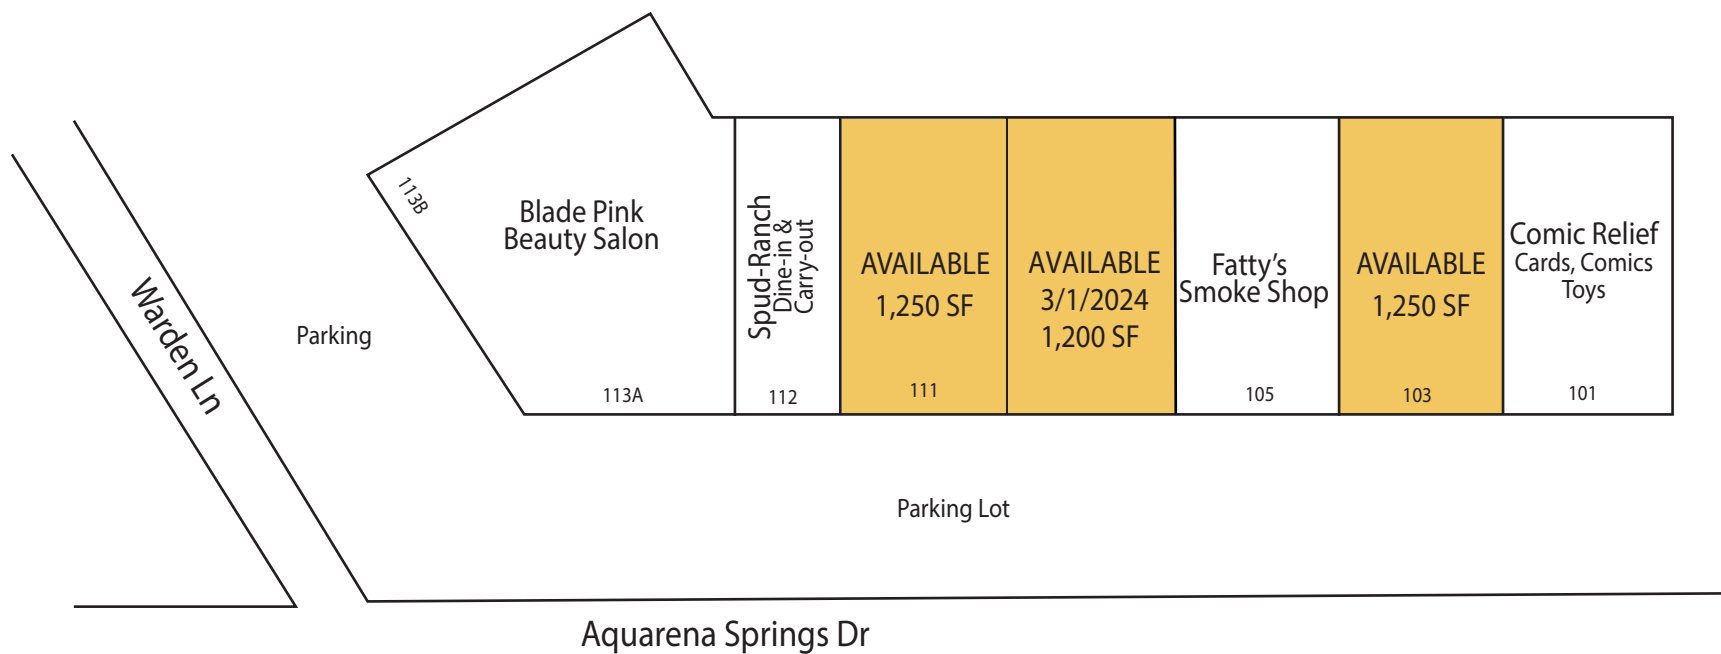 113B
Blade Pink
Beauty Salon
113A
Spud-Ranch
Dine-in &
Carry-out
112
AVAILABLE
1,250 SF
111
AVAILABLE
3/1/2024
1,200 SF
Fatty's
Smoke Shop
105
AVAILABLE
1,250 SF
103
Comic Relief
Cards, Comics
Toys
101
Warden Ln
Parking
Parking Lot
Aquarena Springs Dr